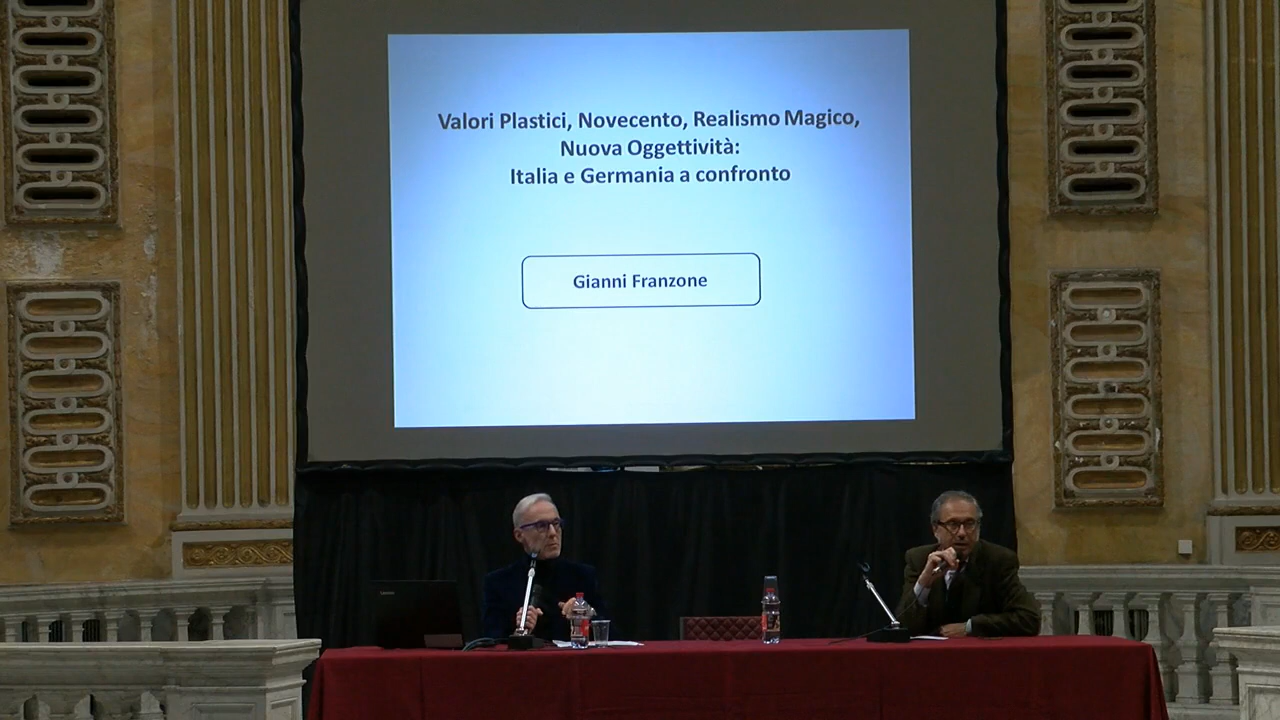 Valori Plastici, Novecento, Realismo Magico,
Nuova Oggettività:
Italia e Germania a confronto
Gianni Franzone